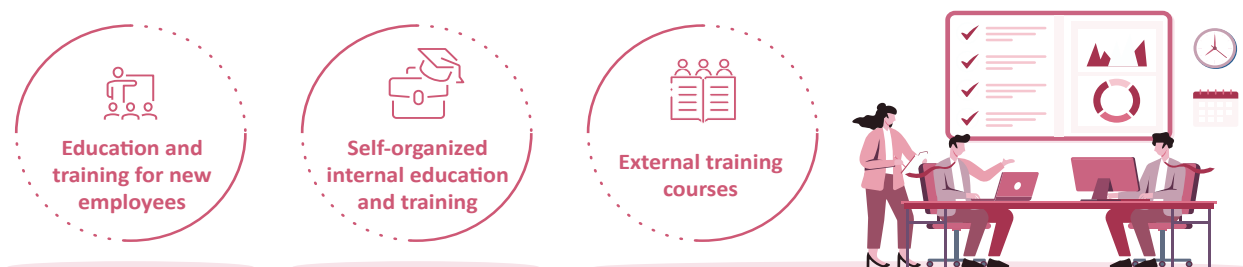 Education and
training for new
employees
Self-organized
internal education
and training
External training
courses